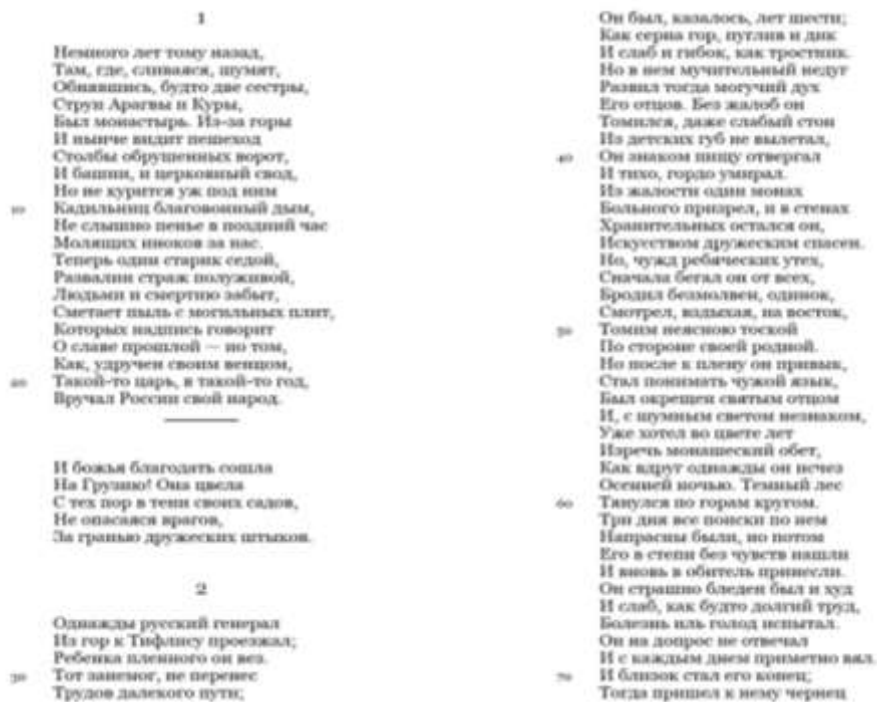 1
Немного лет тому назад,
Там, где, сливаяся, шумят,
Обнявшись, будто две сестры,
Струи Арагвы и Куры,
Был монастырь. Из-за горы
И нынче видит пешеход
Столбы обрушенных ворот,
И башни, и церковный свод;
Но не курится уж под ним
10 Кадильниц благовонный дым,
Не слышно пенье в поздний час
Молящих иноков за нас.
Теперь один старик седой,
Развалин страж полуживой,
Людьми и смертию забыт,
Сметает пыль с могильных плит,
Которых надпись говорит
О славе прошлой — и о том,
Как, удручен своим венцом,
20 Такой-то царь, в такой-то год,
Вручал России свой народ.
И божья благодать сошла
На Грузию! Она цвела
С тех пор в тени своих садов,
Не опасаяся врагов,
За гранью дружеских штыков.
2
Однажды русский генерал
Из гор к Тифлису проезжал;
Ребенка пленного он вез.
30 Тот занемог, не перенес
Трудов далекого пути;
Он был, казалось, лет шести;
Как серна гор, пуглив и дик
И слаб и гибок, как тростник.
Но в нем мучительный недуг
Развил тогда могучий дух
Его отцов. Без жалоб он
Томился, даже слабый стон
Из детских губ не вылетал,
40 Он знаком пищу отвергал
И тихо, гордо умирал.
Из жалости один монах
Больного призрел, и в стенах
Хранительных остался он,
Искусством дружеским спасен.
Но, чужд ребяческих утех,
Сначала бегал он от всех,
Бродил безмолвен, одинок,
Смотрел, вздыхая, на восток,
50 Томим неясною тоской
По стороне своей родной.
Но после к плену он привык,
Стал понимать чужой язык,
Был окрещен святым отцом
И, с шумным светом незнаком,
Уже хотел во цвете лет
Изречь монашеский обет,
Как вдруг однажды он исчез
Осенней ночью. Темный лес
60 Тянулся по горам кругом.
Три дня все поиски по нем
Напрасны были, но потом
Его в степи без чувств нашли
И вновь в обитель принесли.
Он страшно бледен был и худ
И слаб, как будто долгий труд,
Болезнь иль голод испытал.
Он на допрос не отвечал
И с каждым днем приметно вял.
70 И близок стал его конец;
Тогда пришел к нему чернец